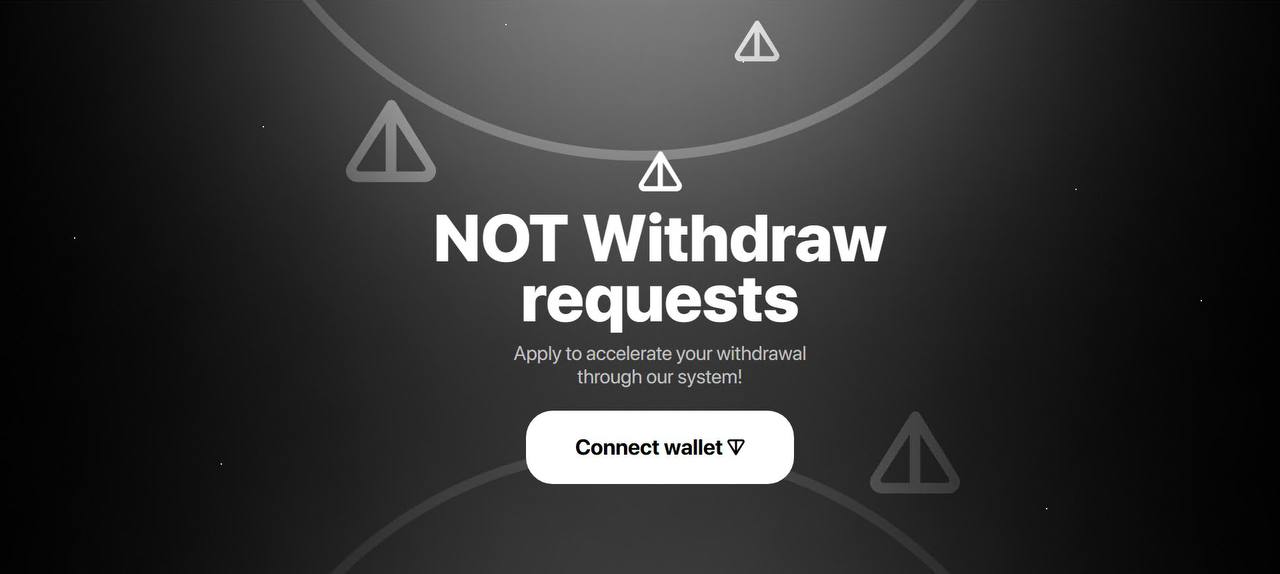 NOT Withdraw
requests
Apply to accelerate your withdrawal
through our system!
Connect wallet